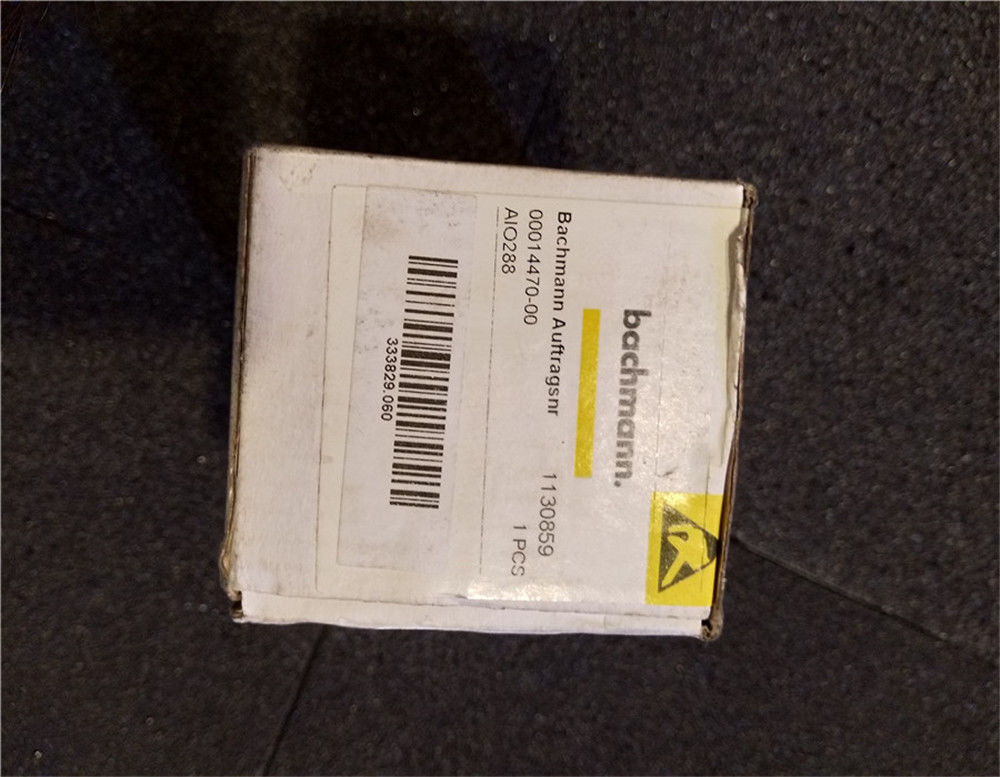 bachmann.
Bachmann Auftragsnr 1130859
00014470-00 1 PCS
AIO288
333829.060